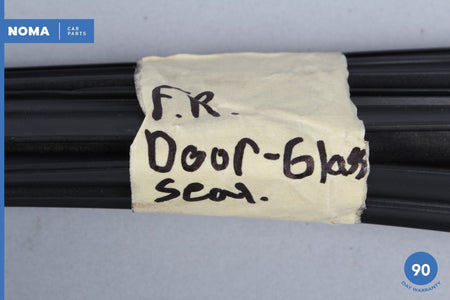 NOMA CAR PARTS
F.R.
Door-Glass
Seal.
90
DAY WARRANTY